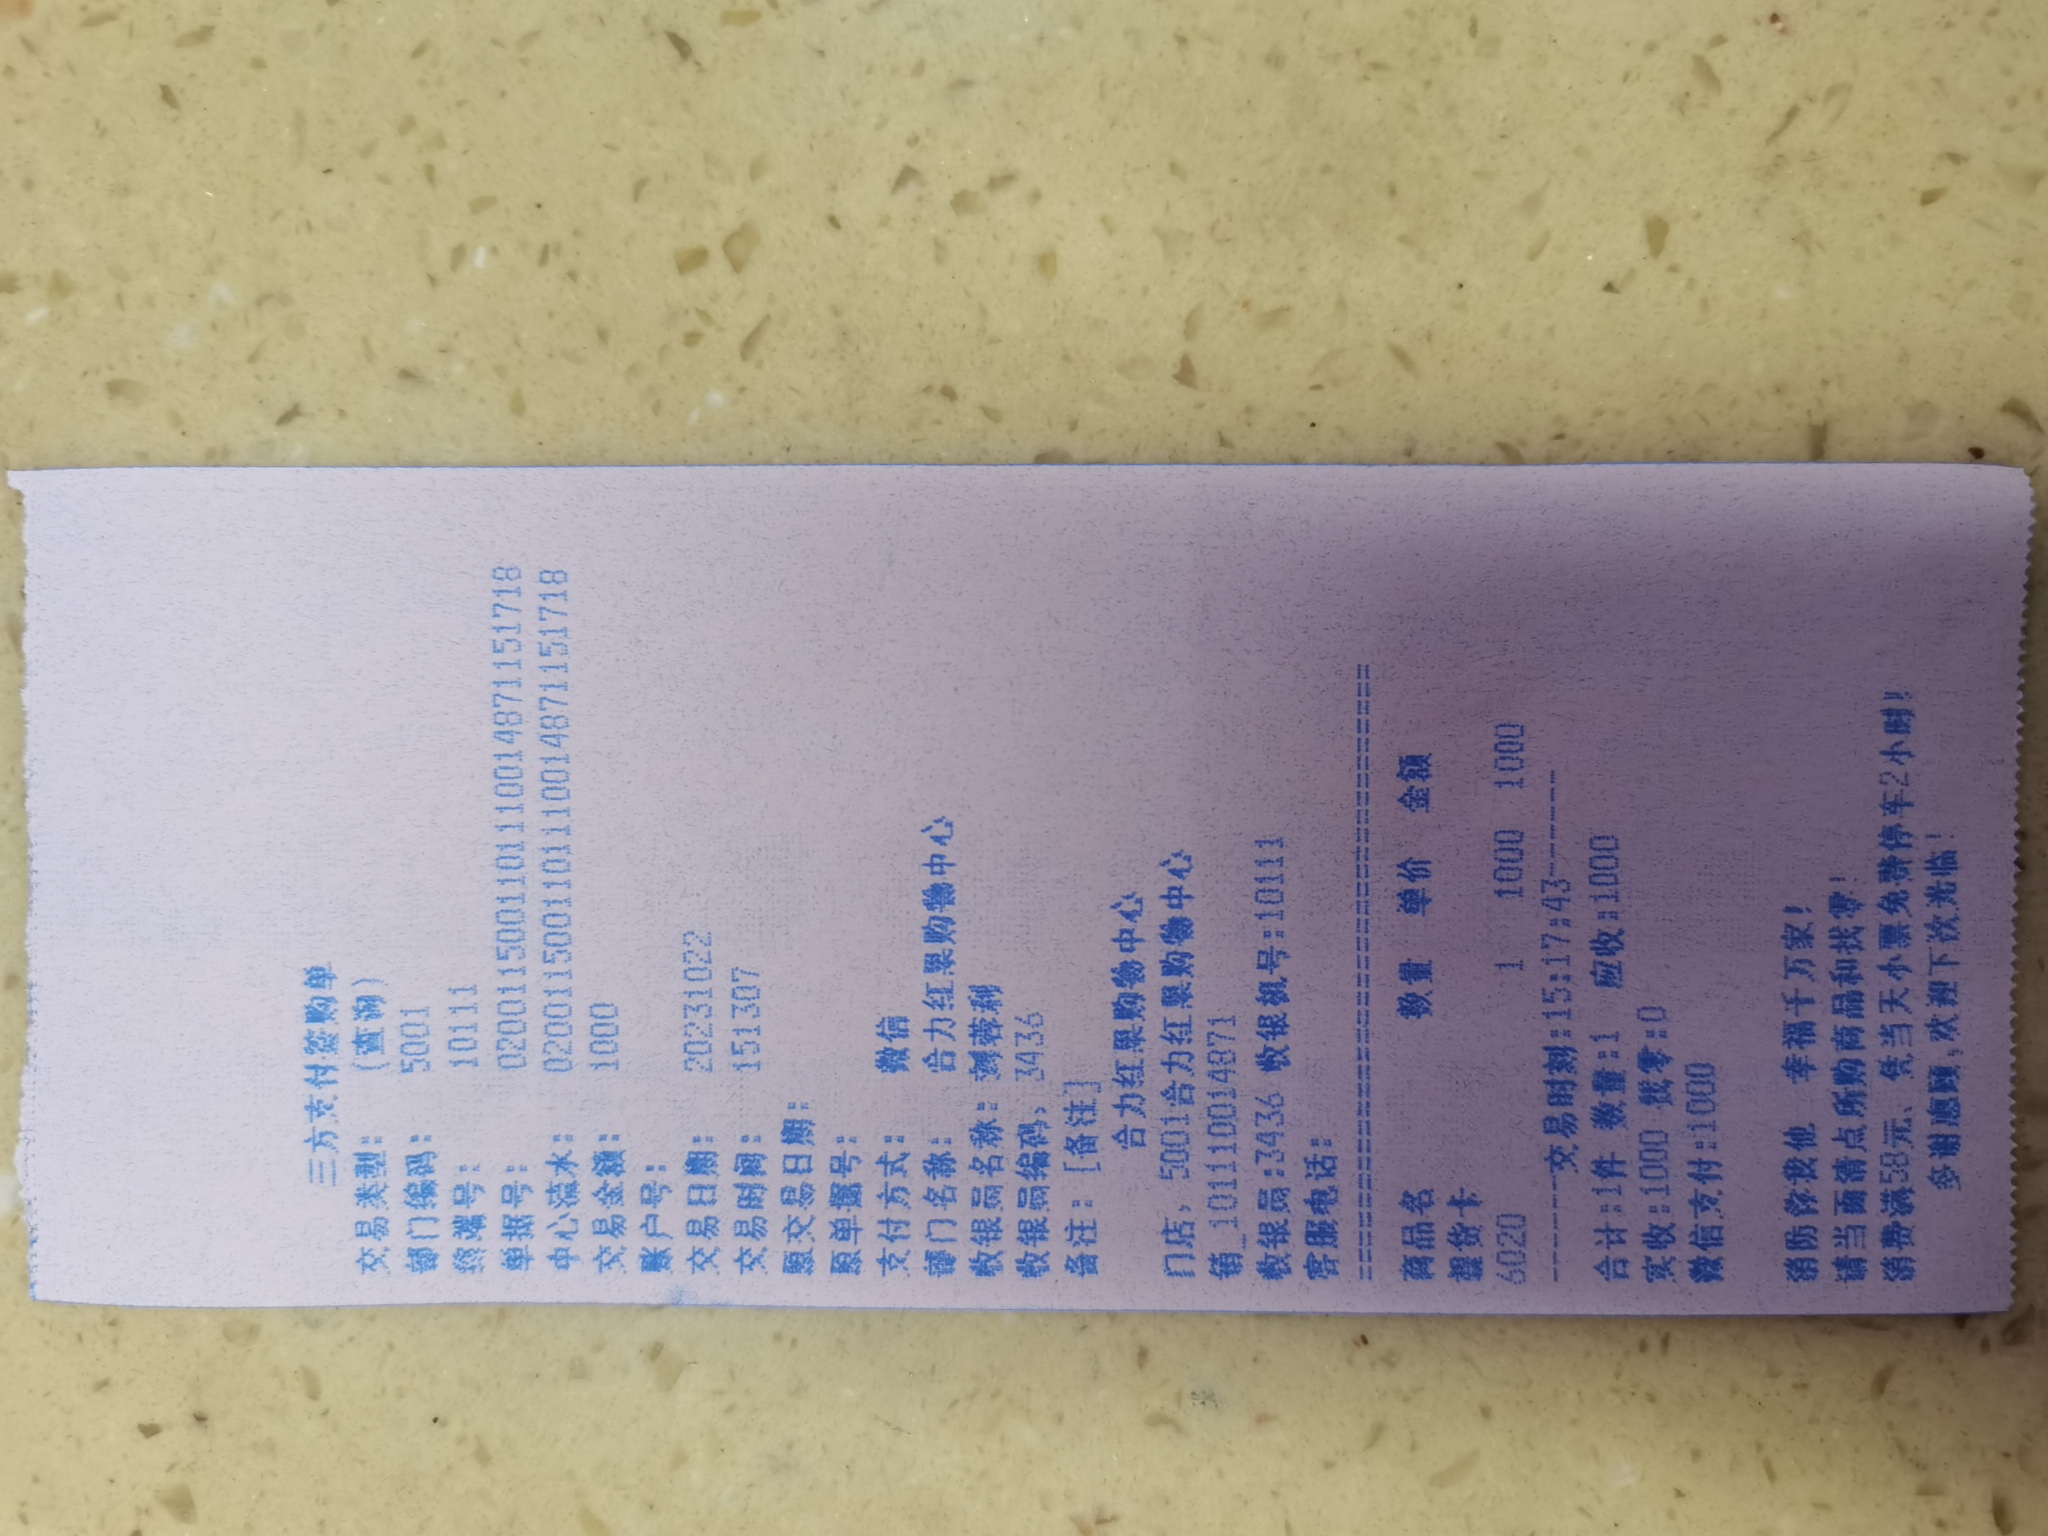 三方支付签购单
交易类型: (查询)
部门编码: 5001
终端号: 10111
单据号: 0200115001101110014871151718
中心流水: 0200115001101110014871151718
交易金额: 1000
账户号:
交易日期: 20231022
交易时间: 151307
原交易日期:
原单据号:
支付方式: 微信
部门名称: 合力红果购物中心
收银员名称: 刘蓉利
收银员编码: 3436
备注: [备注]
合力红果购物中心
门店: 5001合力红果购物中心
销_1011110014871
收银员:3436 收银机号:10111
客服电话:
==============================
商品名 数量 单价 金额
提货卡
6020 1 1000 1000
-----交易时刻:15:17:43-----
合计:1件 数量:1 应收:1000
实收:1000 找零:0
微信支付:1000
消防你我他 幸福千万家!
请当面清点所购商品和找零!
消费满58元、凭当天小票免费停车2小时!
多谢惠顾,欢迎下次光临!